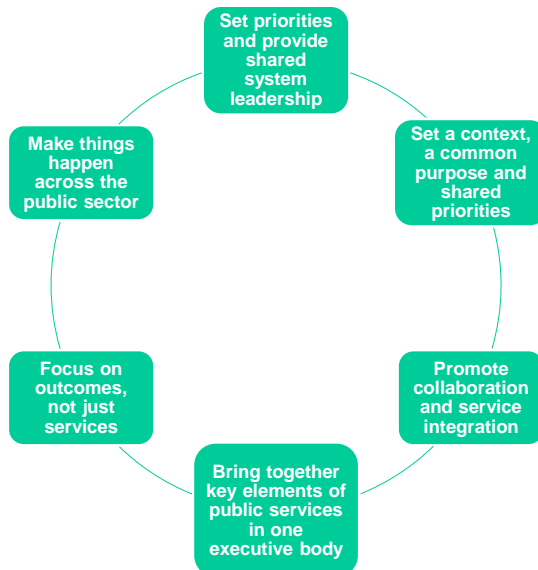 Set priorities
and provide
shared
system
leadership
Set a context,
a common
purpose and
shared
priorities
Promote
collaboration
and service
integration
Bring together
key elements of
public services
in one
executive body
Focus on
outcomes,
not just
services
Make things
happen
across the
public sector